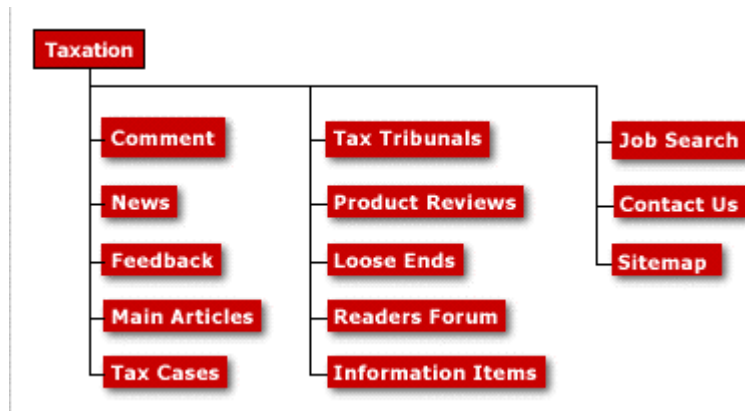 Taxation
Comment
News
Feedback
Main Articles
Tax Cases
Tax Tribunals
Product Reviews
Loose Ends
Readers Forum
Information Items
Job Search
Contact Us
Sitemap